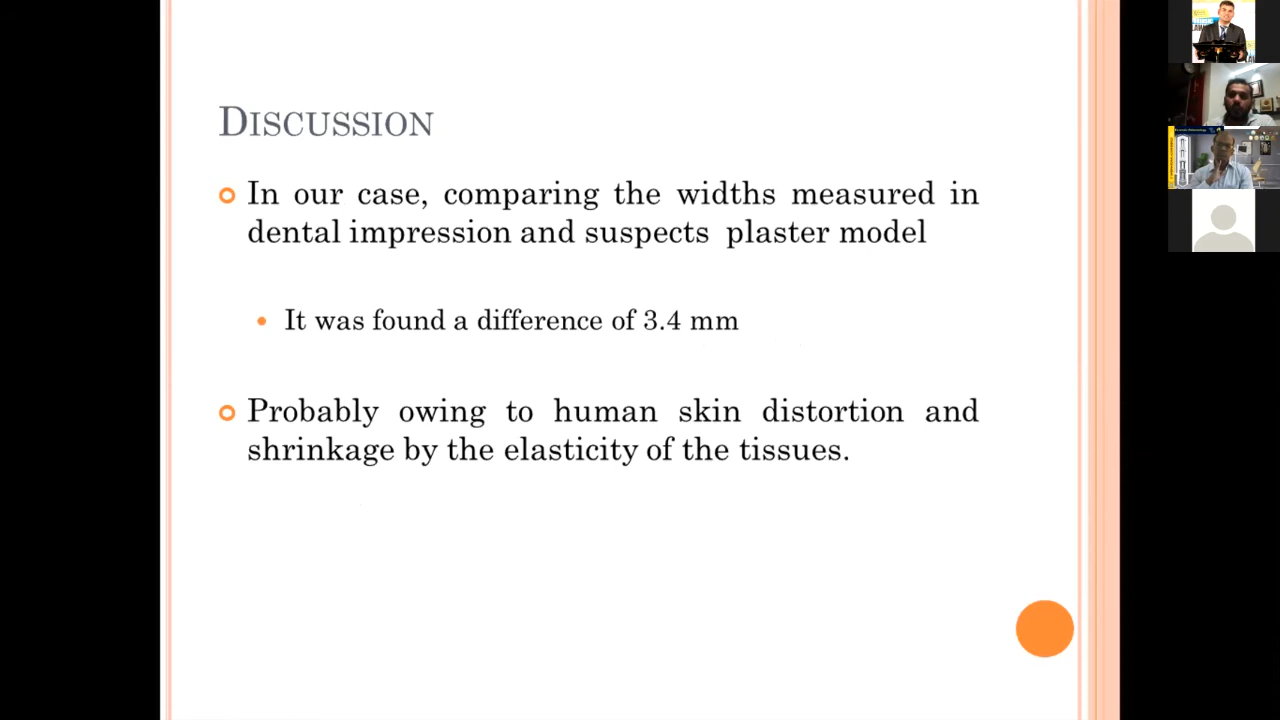 DISCUSSION
In our case, comparing the widths measured in
dental impression and suspects plaster model
It was found a difference of 3.4 mm
Probably owing to human skin distortion and
shrinkage by the elasticity of the tissues.